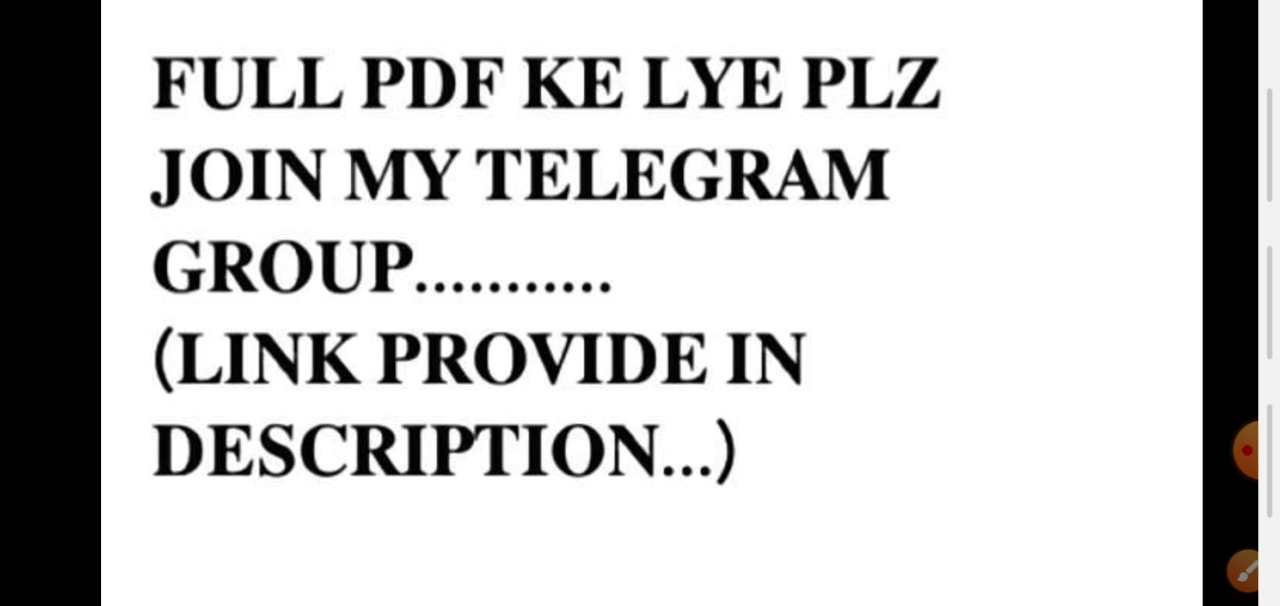 FULL PDF KE LYE PLZ
JOIN MY TELEGRAM
GROUP...........
(LINK PROVIDE IN
DESCRIPTION...)